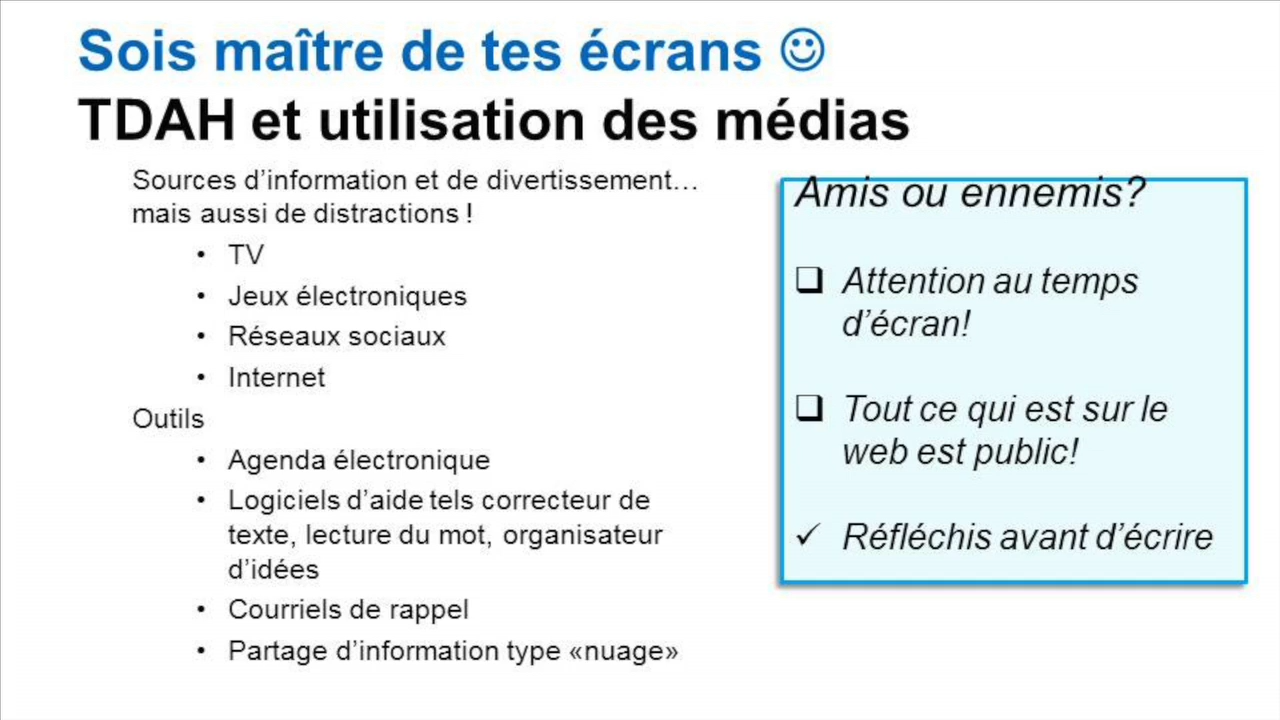 Sois maître de tes écrans ☺
TDAH et utilisation des médias
Sources d’information et de divertissement…
mais aussi de distractions !
• TV
• Jeux électroniques
• Réseaux sociaux
• Internet
Outils
• Agenda électronique
• Logiciels d’aide tels correcteur de
texte, lecture du mot, organisateur
d’idées
• Courriels de rappel
• Partage d’information type «nuage»
Amis ou ennemis?
❑ Attention au temps
d’écran!
❑ Tout ce qui est sur le
web est public!
✓ Réfléchis avant d’écrire